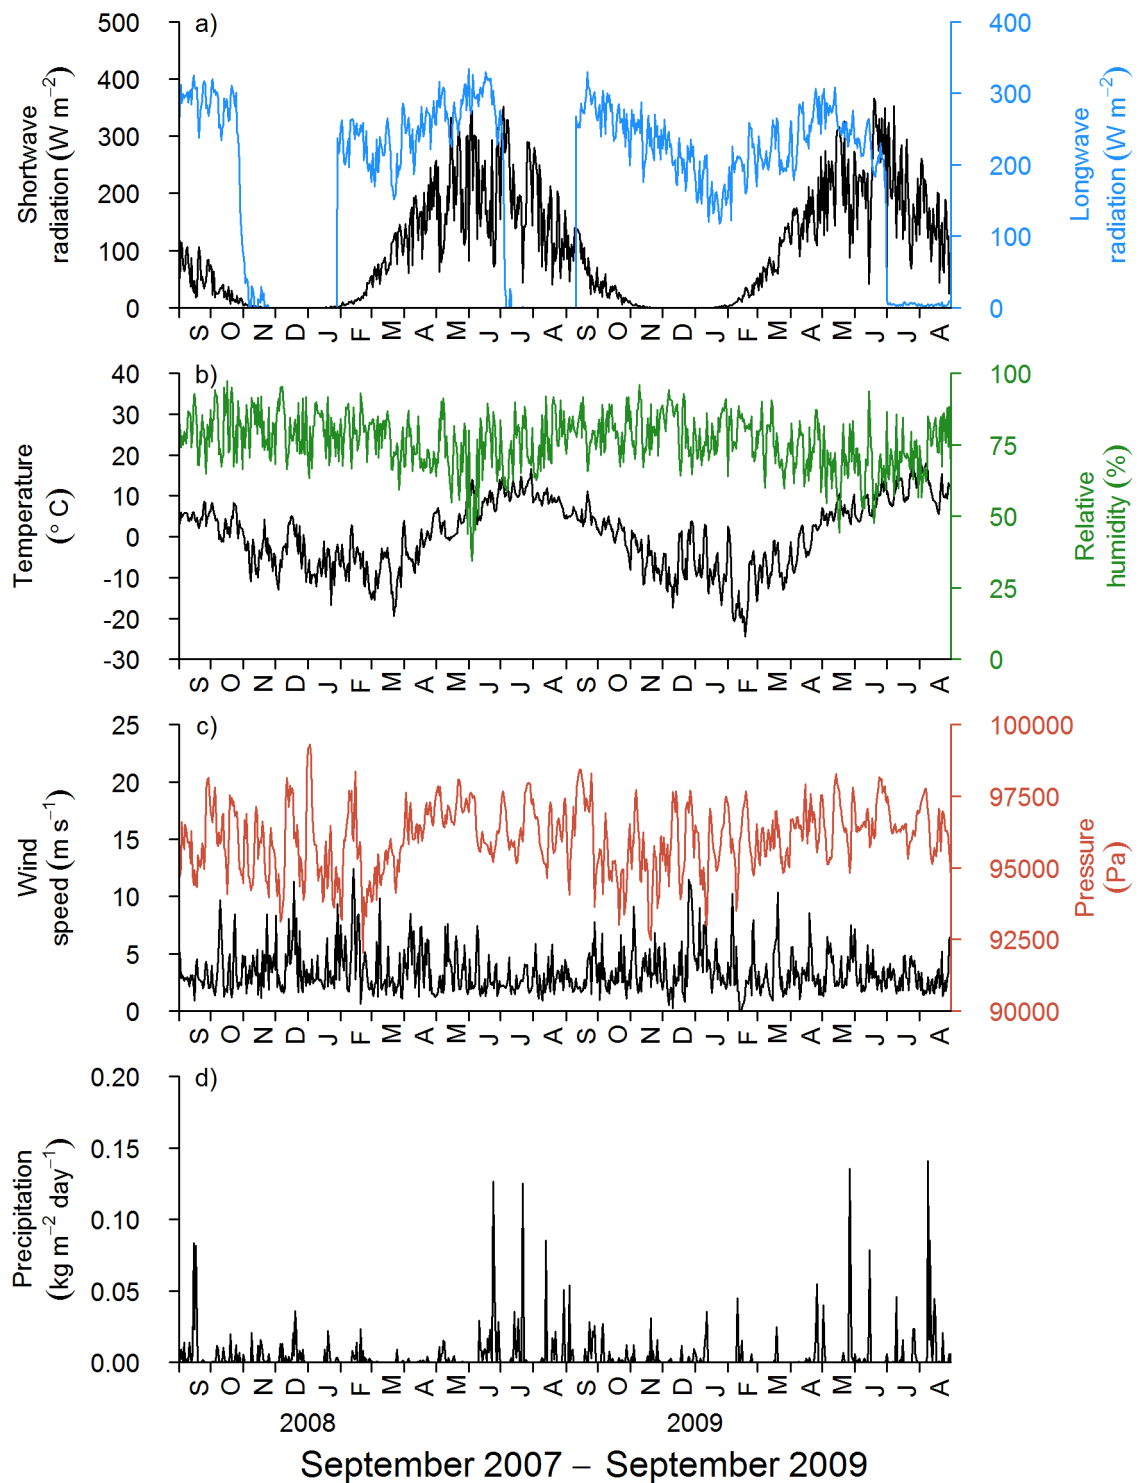 a)
500
400
300
200
100
0
Shortwave
radiation (W m−2)
400
300
200
100
0
Longwave
radiation (W m−2)
S O N D J F M A M J J A S O N D J F M A M J J A
b)
40
30
20
10
0
-10
-20
-30
Temperature
(° C)
100
75
50
25
0
Relative
humidity (%)
S O N D J F M A M J J A S O N D J F M A M J J A
c)
25
20
15
10
5
0
Wind
speed (m s−1)
100000
97500
95000
92500
90000
Pressure
(Pa)
S O N D J F M A M J J A S O N D J F M A M J J A
d)
0.20
0.15
0.10
0.05
0.00
Precipitation
(kg m−2 day−1)
S O N D J F M A M J J A S O N D J F M A M J J A
2008 2009
September 2007 – September 2009